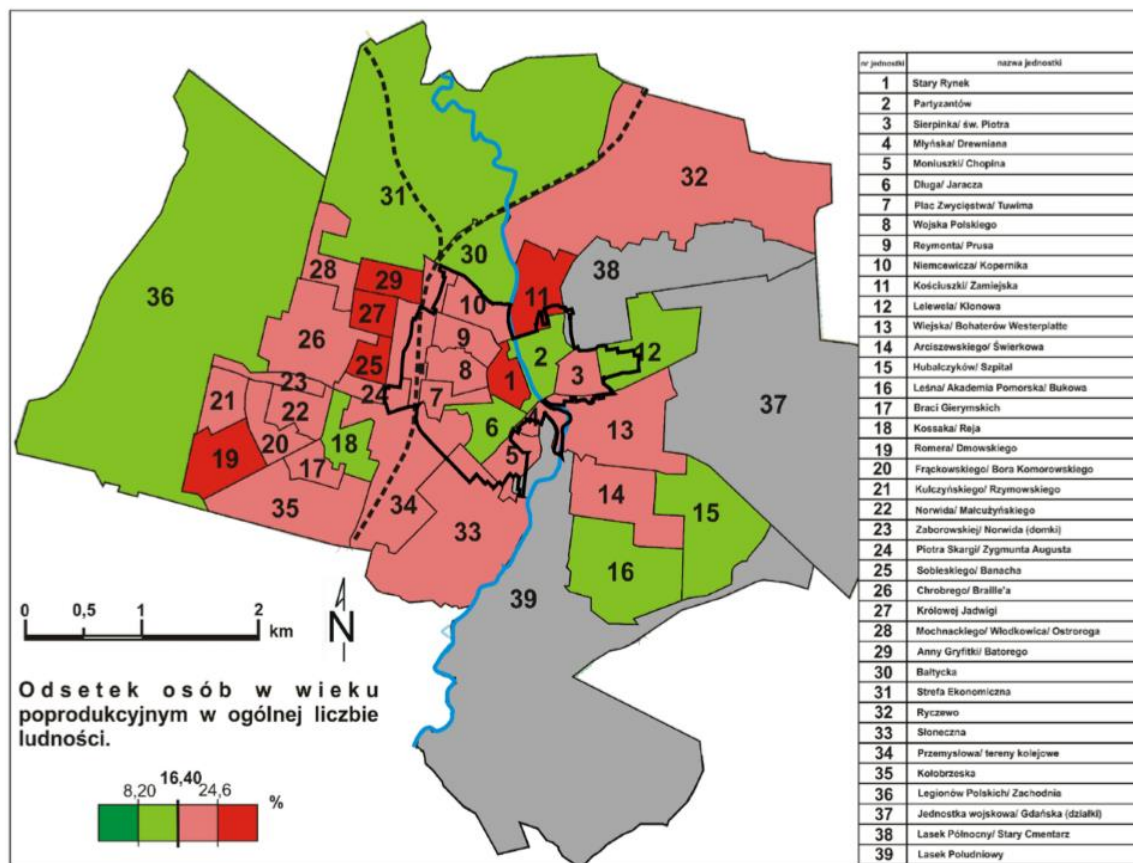 31
32
30
38
36
28
29
11
10
27
26
9
2
12
25
8
3
1
23
24
7
37
21
22
4
6
13
20
18
5
19
17
14
34
15
35
33
16
39
0 0,5 1 2
km
N
Odsetek osób w wieku
poprodukcyjnym w ogólnej liczbie
ludności.
16,40
8,20 24,6
%
nr jednostki nazwa jednostki
1 Stary Rynek
2 Partyzantów
3 Sierpinka/ św. Piotra
4 Młyńska/ Drewniana
5 Moniuszki/ Chopina
6 Długa/ Jaracza
7 Plac Zwycięstwa/ Tuwima
8 Wojska Polskiego
9 Reymonta/ Prusa
10 Niemcewicza/ Kopernika
11 Kościuszki/ Zamiejska
12 Lelewela/ Klonowa
13 Wiejska/ Bohaterów Westerplatte
14 Arciszewskiego/ Świerkowa
15 Hubalczyków/ Szpital
16 Leśna/ Akademia Pomorska/ Bukowa
17 Braci Gierymskich
18 Kossaka/ Reja
19 Romera/ Dmowskiego
20 Frąckowskiego/ Bora Komorowskiego
21 Kulczyńskiego/ Rzymowskiego
22 Norwida/ Małcużyńskiego
23 Zaborowskiej/ Norwida (domki)
24 Piotra Skargi/ Zygmunta Augusta
25 Sobieskiego/ Banacha
26 Chrobrego/ Braille'a
27 Królowej Jadwigi
28 Mochnackiego/ Włodkowica/ Ostroroga
29 Anny Gryfitki/ Batorego
30 Bałtycka
31 Strefa Ekonomiczna
32 Ryczewo
33 Słoneczna
34 Przemysłowa/ tereny kolejowe
35 Kołobrzeska
36 Legionów Polskich/ Zachodnia
37 Jednostka wojskowa/ Gdańska (działki)
38 Lasek Północny/ Stary Cmentarz
39 Lasek Południowy